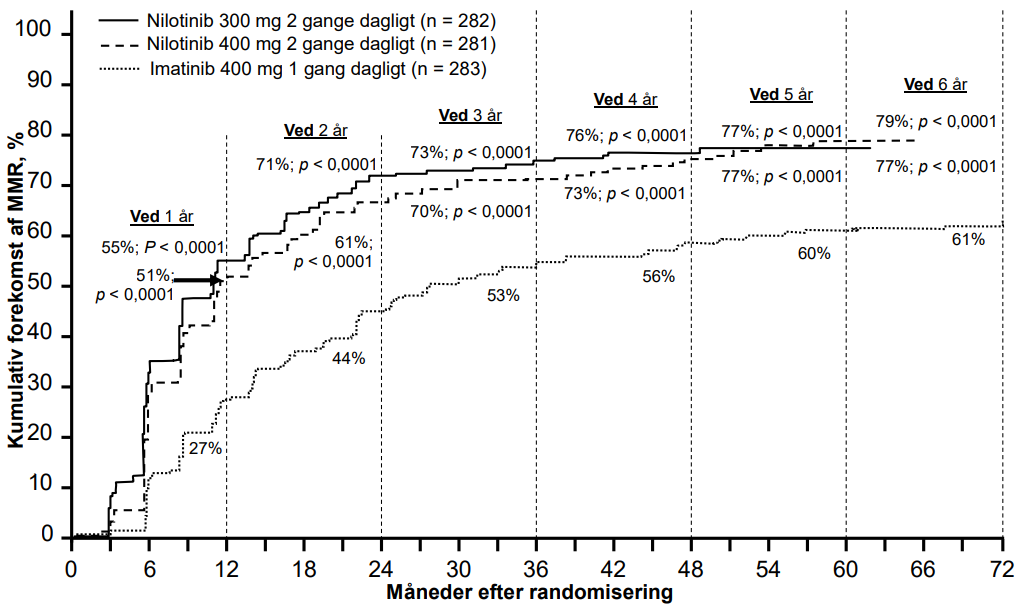 Nilotinib 300 mg 2 gange dagligt (n = 282)
Nilotinib 400 mg 2 gange dagligt (n = 281)
Imatinib 400 mg 1 gang dagligt (n = 283)
Kumulativ forekomst af MMR, %
100
90
80
70
60
50
40
30
20
10
0
Ved 1 år
55%; P < 0,0001
51%;
p < 0,0001
27%
Ved 2 år
71%; p < 0,0001
61%;
p < 0,0001
44%
Ved 3 år
73%; p < 0,0001
70%; p < 0,0001
53%
Ved 4 år
76%; p < 0,0001
73%; p < 0,0001
56%
Ved 5 år
77%; p < 0,0001
77%; p < 0,0001
60%
Ved 6 år
79%; p < 0,0001
77%; p < 0,0001
61%
0 6 12 18 24 30 36 42 48 54 60 66 72
Måneder efter randomisering